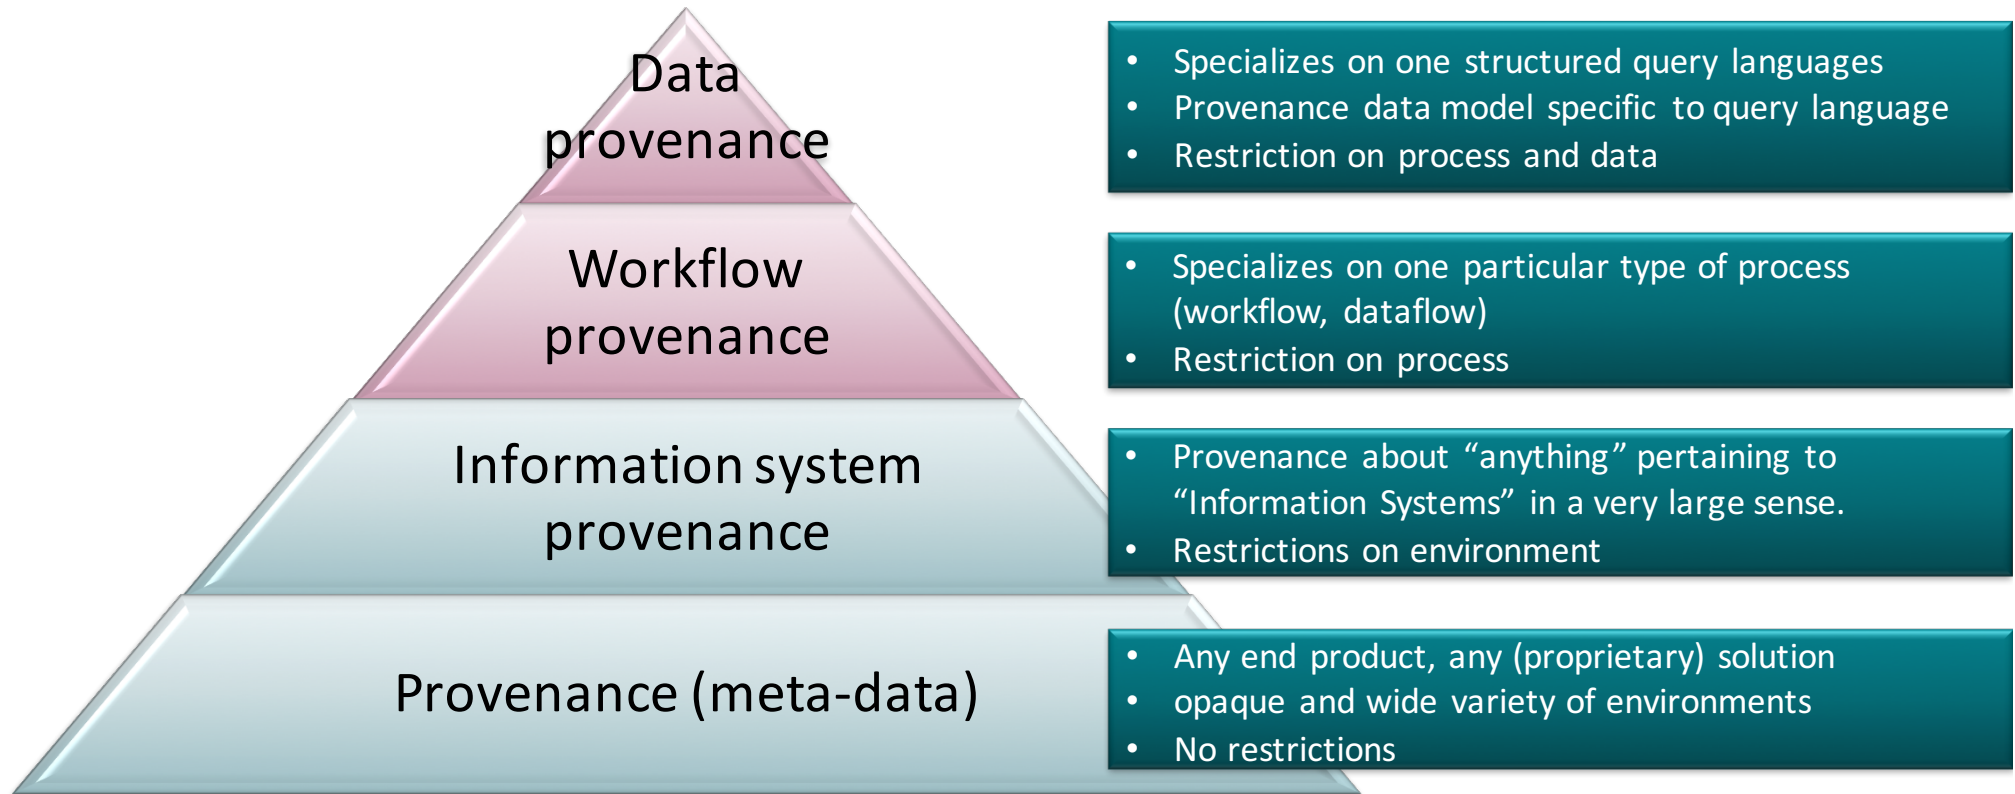 Data
provenance
• Specializes on one structured query languages
• Provenance data model specific to query language
• Restriction on process and data
Workflow
provenance
• Specializes on one particular type of process
(workflow, dataflow)
• Restriction on process
Information system
provenance
• Provenance about “anything” pertaining to
“Information Systems” in a very large sense.
• Restrictions on environment
Provenance (meta-data)
• Any end product, any (proprietary) solution
• opaque and wide variety of environments
• No restrictions